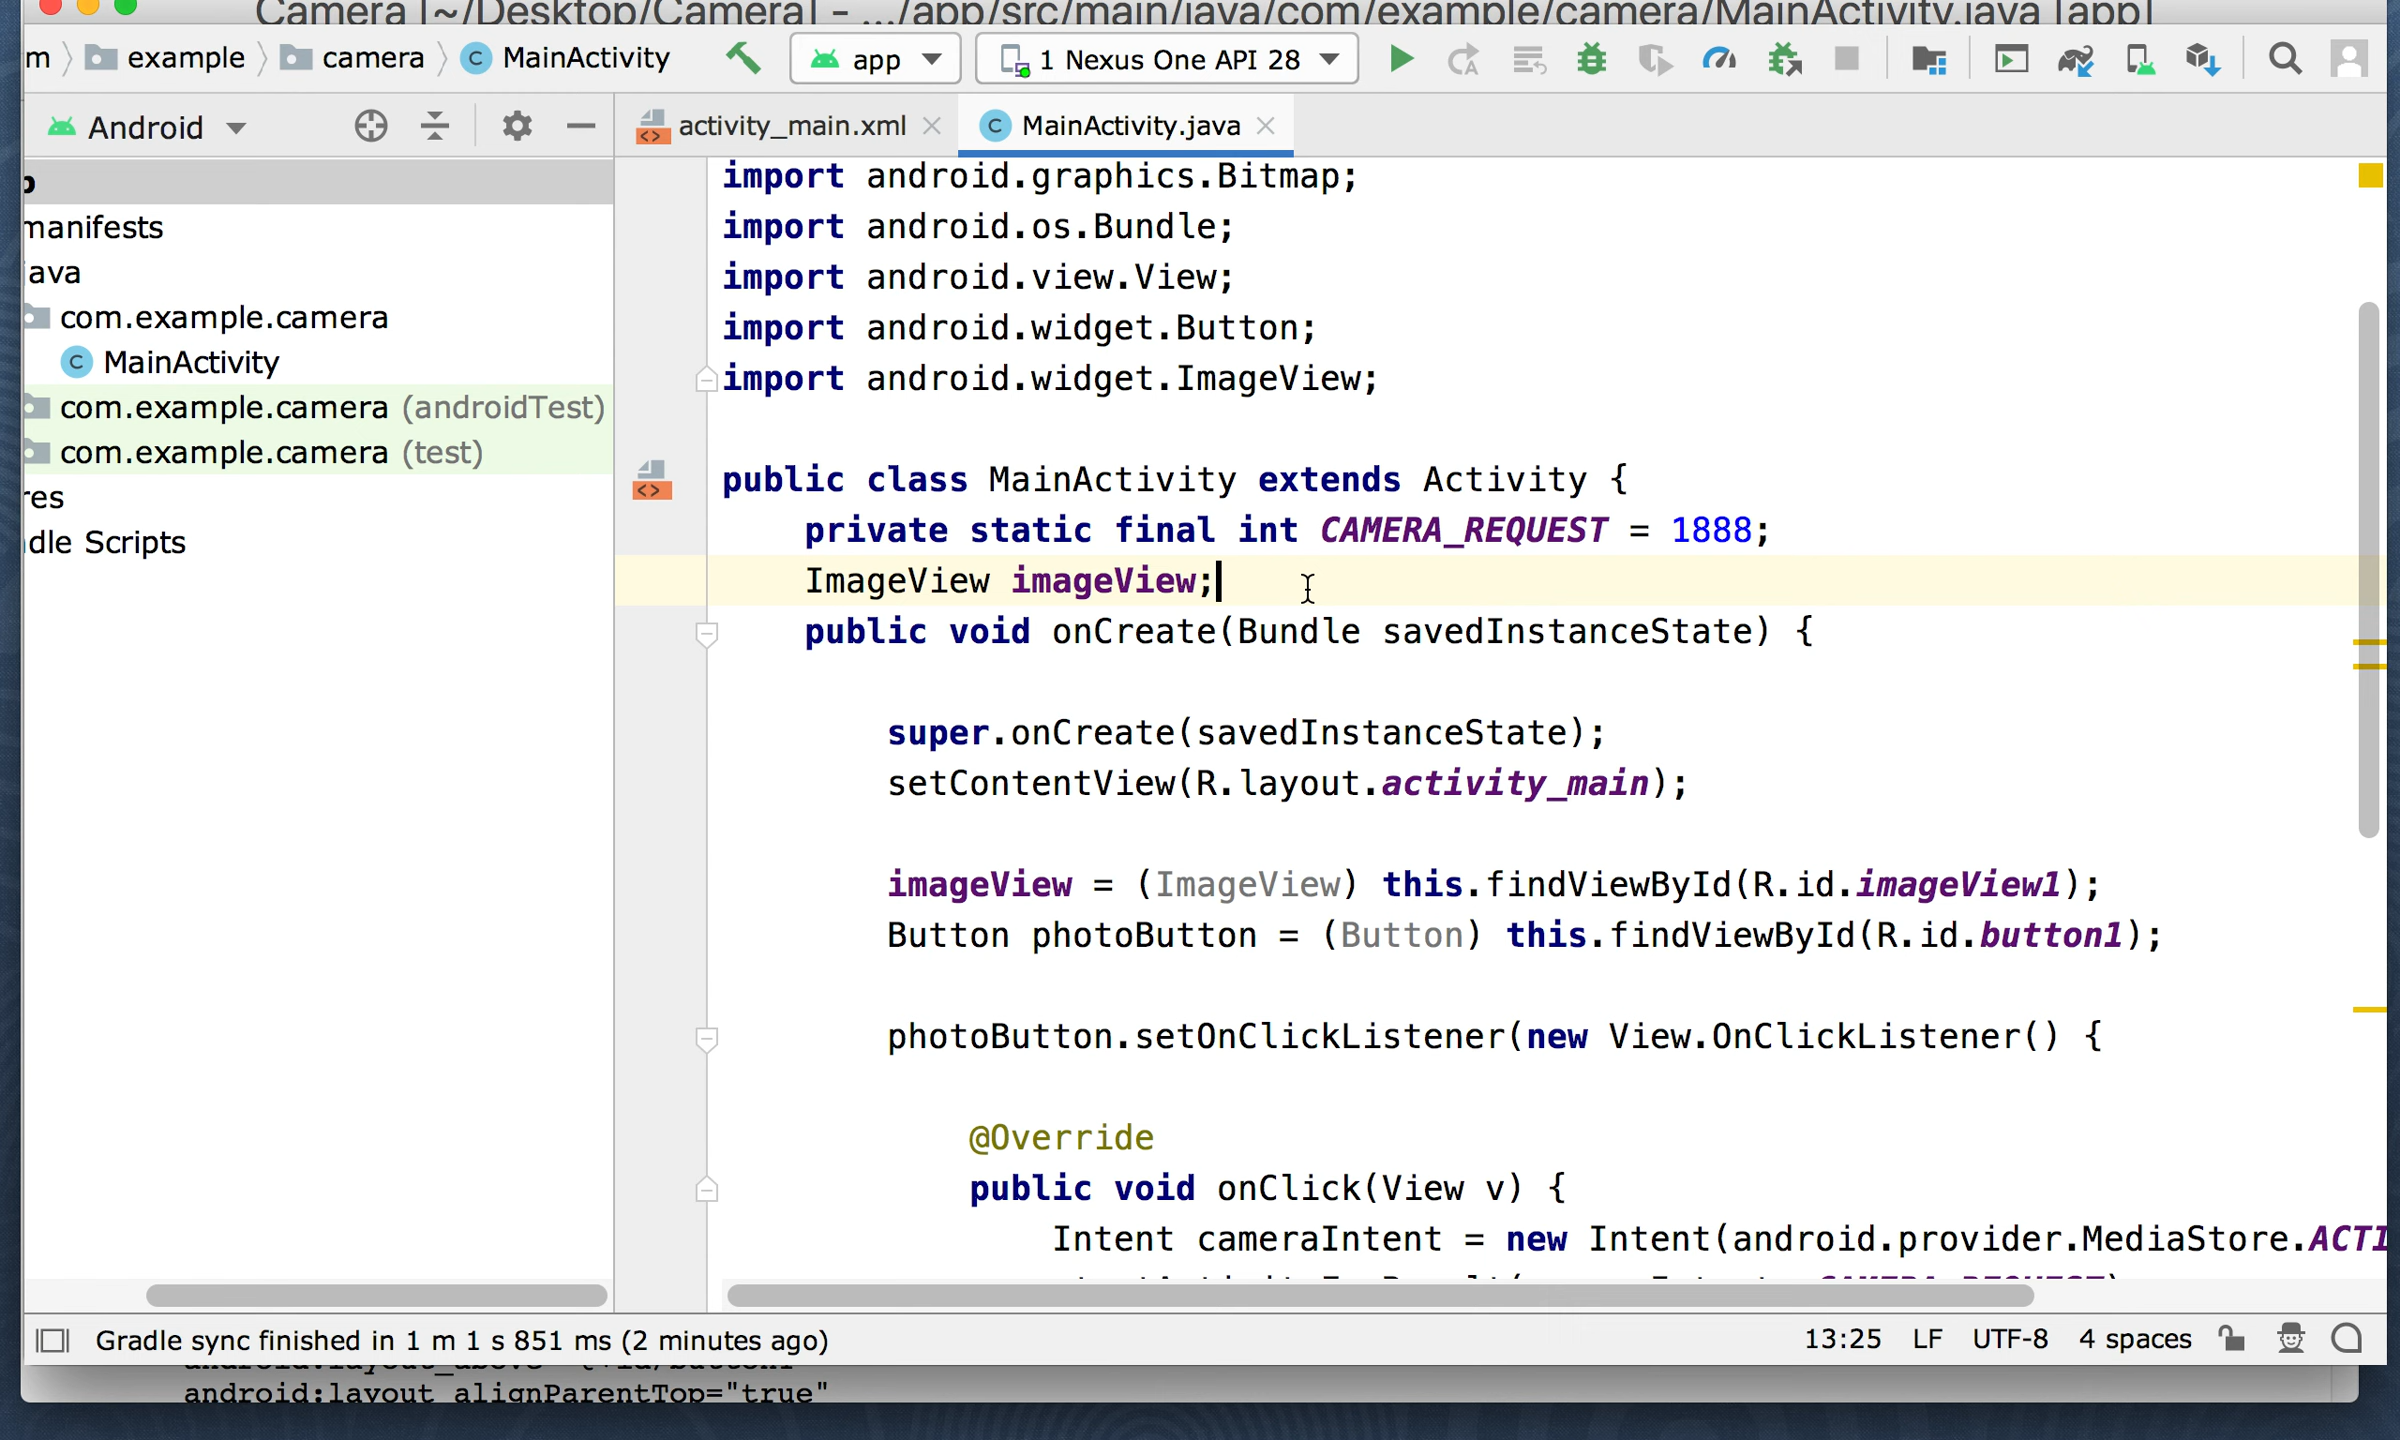 Camera [~/Desktop/Camera] - .../app/src/main/java/com/example/camera/MainActivity.java [app]
m example camera MainActivity app 1 Nexus One API 28
Android
activity_main.xml
MainActivity.java
manifests
java
com.example.camera
MainActivity
com.example.camera (androidTest)
com.example.camera (test)
res
dle Scripts
import android.graphics.Bitmap;
import android.os.Bundle;
import android.view.View;
import android.widget.Button;
import android.widget.ImageView;
public class MainActivity extends Activity {
private static final int CAMERA_REQUEST = 1888;
ImageView imageView;
public void onCreate(Bundle savedInstanceState) {
super.onCreate(savedInstanceState);
setContentView(R.layout.activity_main);
imageView = (ImageView) this.findViewById(R.id.imageView1);
Button photoButton = (Button) this.findViewById(R.id.button1);
photoButton.setOnClickListener(new View.OnClickListener() {
@Override
public void onClick(View v) {
Intent cameraIntent = new Intent(android.provider.MediaStore.ACTI
Gradle sync finished in 1 m 1 s 851 ms (2 minutes ago)
13:25 LF UTF-8 4 spaces
android:layout_alignParentTop="true"